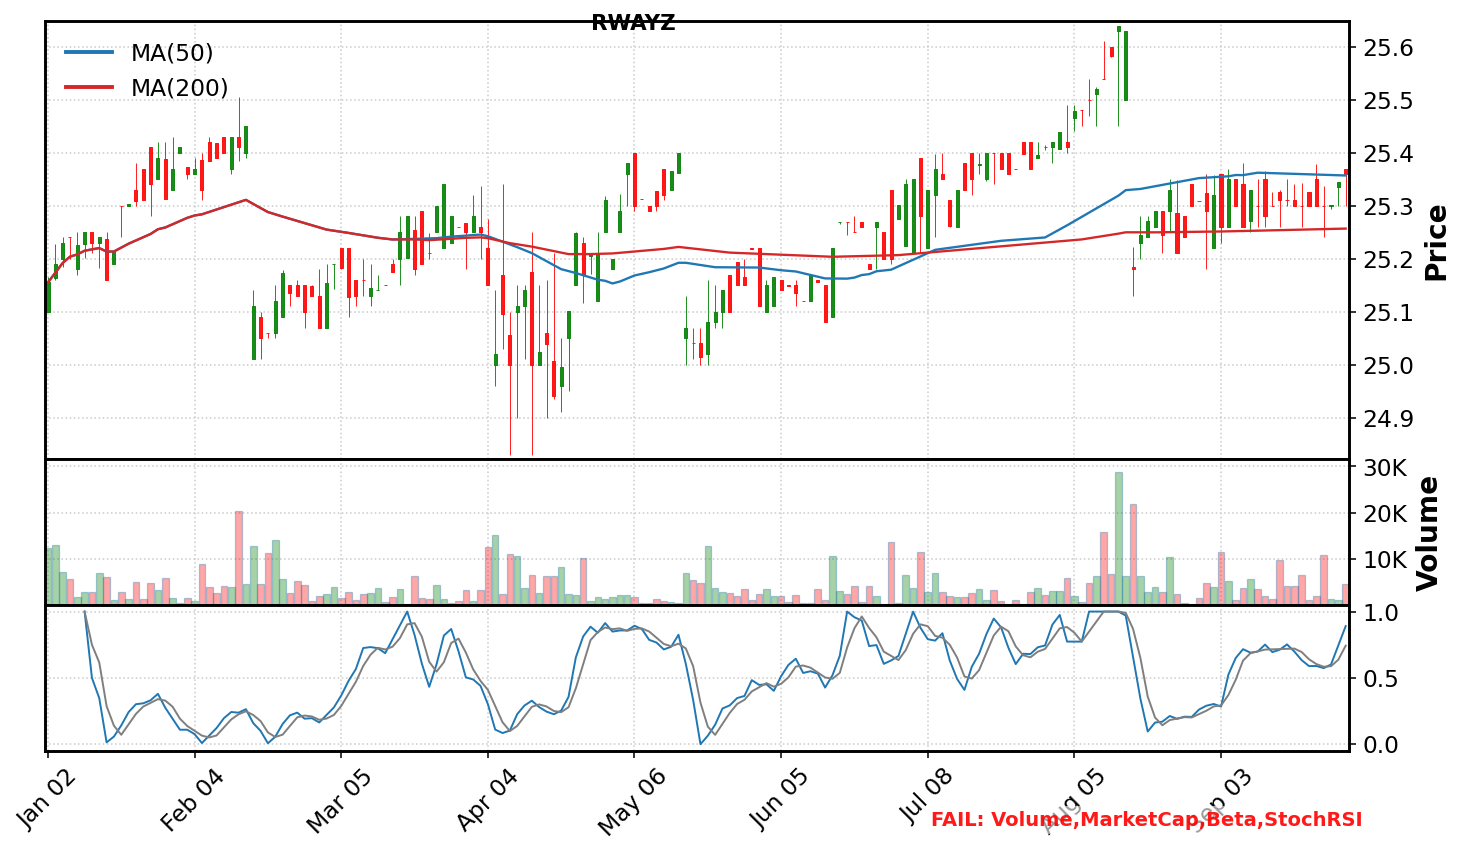 RWAYZ
MA(50)
MA(200)
25.6
25.5
25.4
25.3
25.2
25.1
25.0
24.9
Price
30K
20K
10K
Volume
1.0
0.5
0.0
Jan 02
Feb 04
Mar 05
Apr 04
May 06
Jun 05
Jul 08
Aug 05
Sep 03
FAIL: Volume,MarketCap,Beta,StochRSI